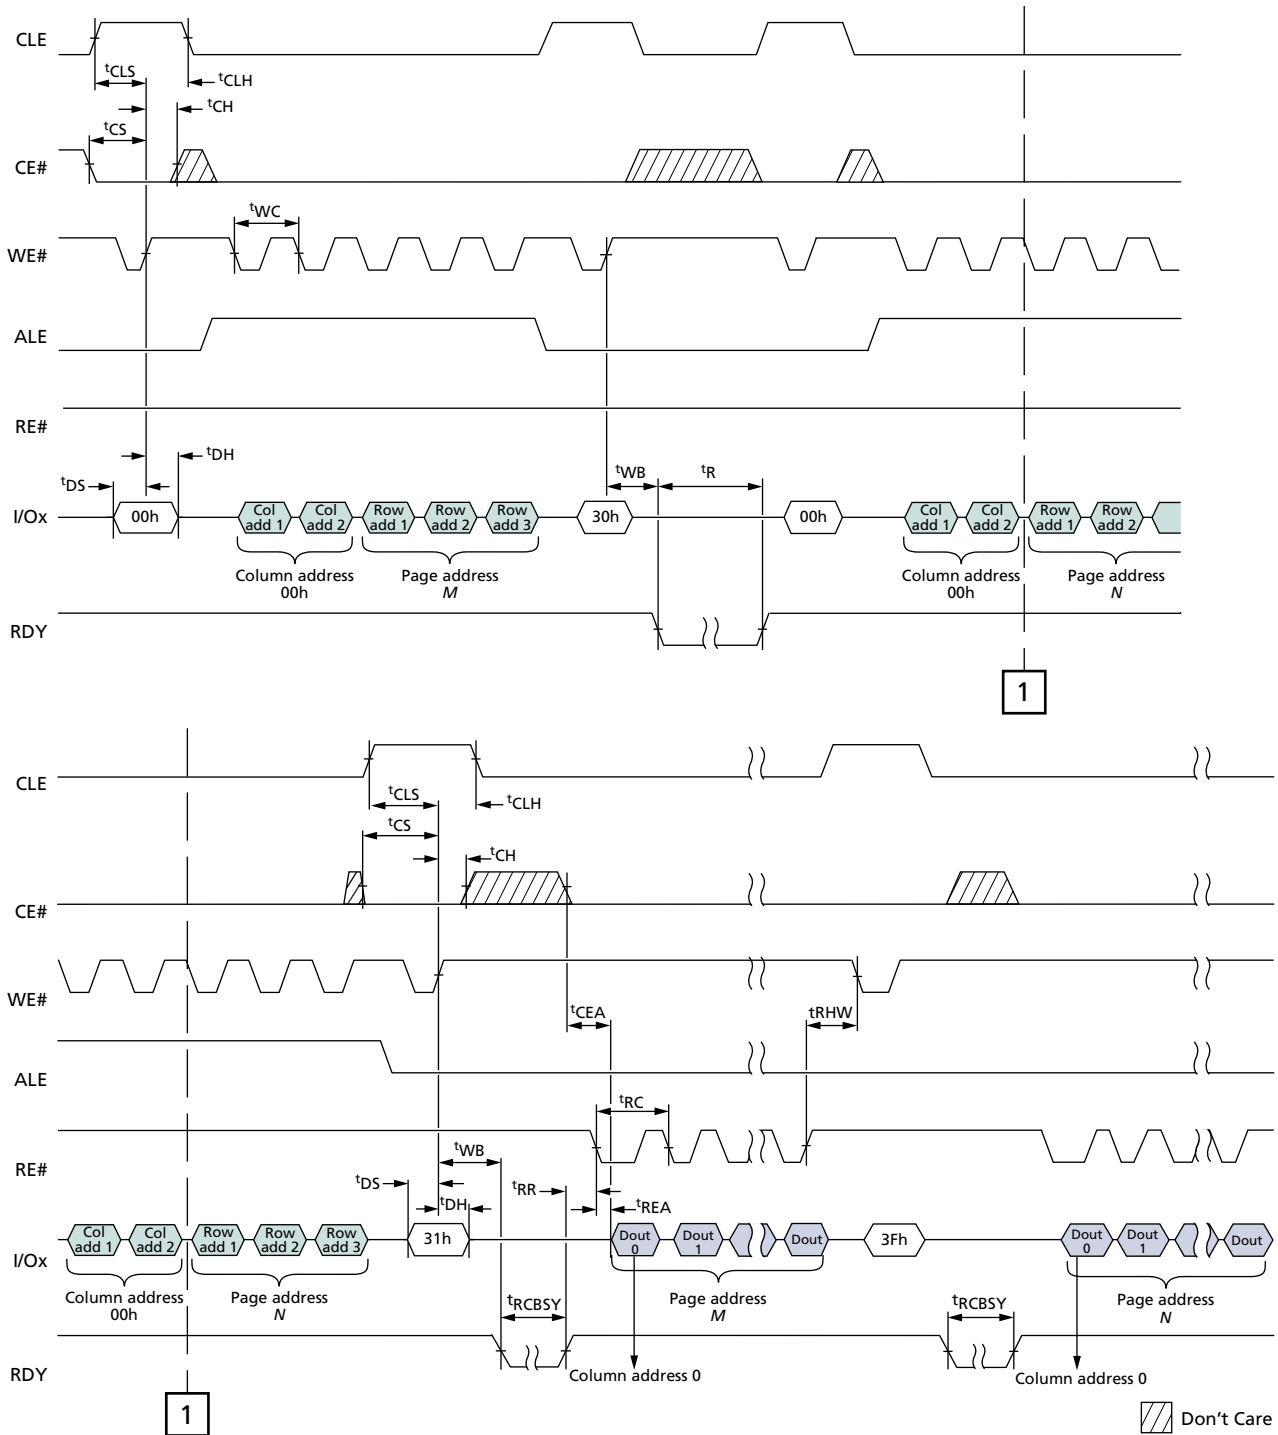 CLE
tCLS
tCLH
tCH
tCS
CE#
tWC
WE#
ALE
RE#
tDH
tDS
tWB
tR
I/Ox
00h
Col add 1
Col add 2
Row add 1
Row add 2
Row add 3
30h
00h
Col add 1
Col add 2
Row add 1
Row add 2
Column address 00h
Page address M
Column address 00h
Page address N
RDY
1
CLE
tCLS
tCLH
tCS
tCH
CE#
WE#
tCEA
tRHW
ALE
tRC
RE#
tWB
tDS
tRR
tDH
tREA
I/Ox
Col add 1
Col add 2
Row add 1
Row add 2
Row add 3
31h
Dout 0
Dout 1
Dout
3Fh
Dout 0
Dout 1
Dout
Column address 00h
Page address N
tRCBSY
Page address M
tRCBSY
Page address N
RDY
Column address 0
Column address 0
1
Don't Care